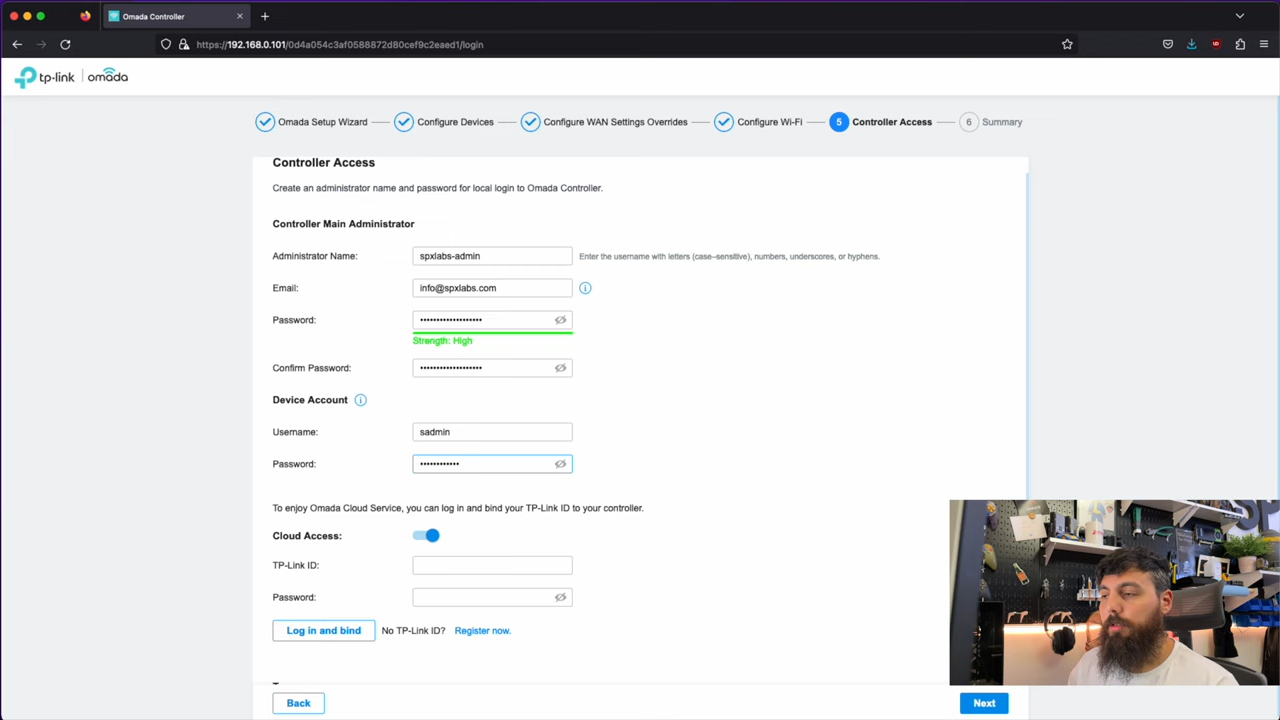 Omada Controller
https://192.168.0.101/0d4a054c3af0588872d80cef9c2eaed1/login
tp-link | omada
Omada Setup Wizard
Configure Devices
Configure WAN Settings Overrides
Configure Wi-Fi
5 Controller Access
6 Summary
Controller Access
Create an administrator name and password for local login to Omada Controller.
Controller Main Administrator
Administrator Name: spxlabs-admin Enter the username with letters (case-sensitive), numbers, underscores, or hyphens.
Email: info@spxlabs.com
Password: •••••••••••••••••••
Strength: High
Confirm Password: •••••••••••••••••••
Device Account
Username: sadmin
Password: ••••••••••••
To enjoy Omada Cloud Service, you can log in and bind your TP-Link ID to your controller.
Cloud Access:
TP-Link ID:
Password:
Log in and bind No TP-Link ID? Register now.
Back
Next